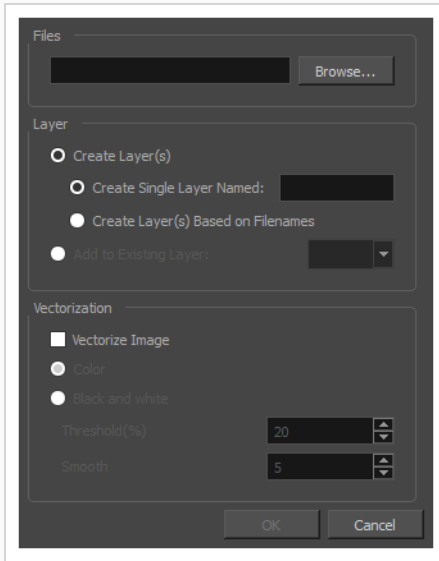 Files
Browse...
Layer
Create Layer(s)
Create Single Layer Named:
Create Layer(s) Based on Filenames
Add to Existing Layer:
Vectorization
Vectorize Image
Color
Black and white
Threshold(%) 20
Smooth 5
OK Cancel